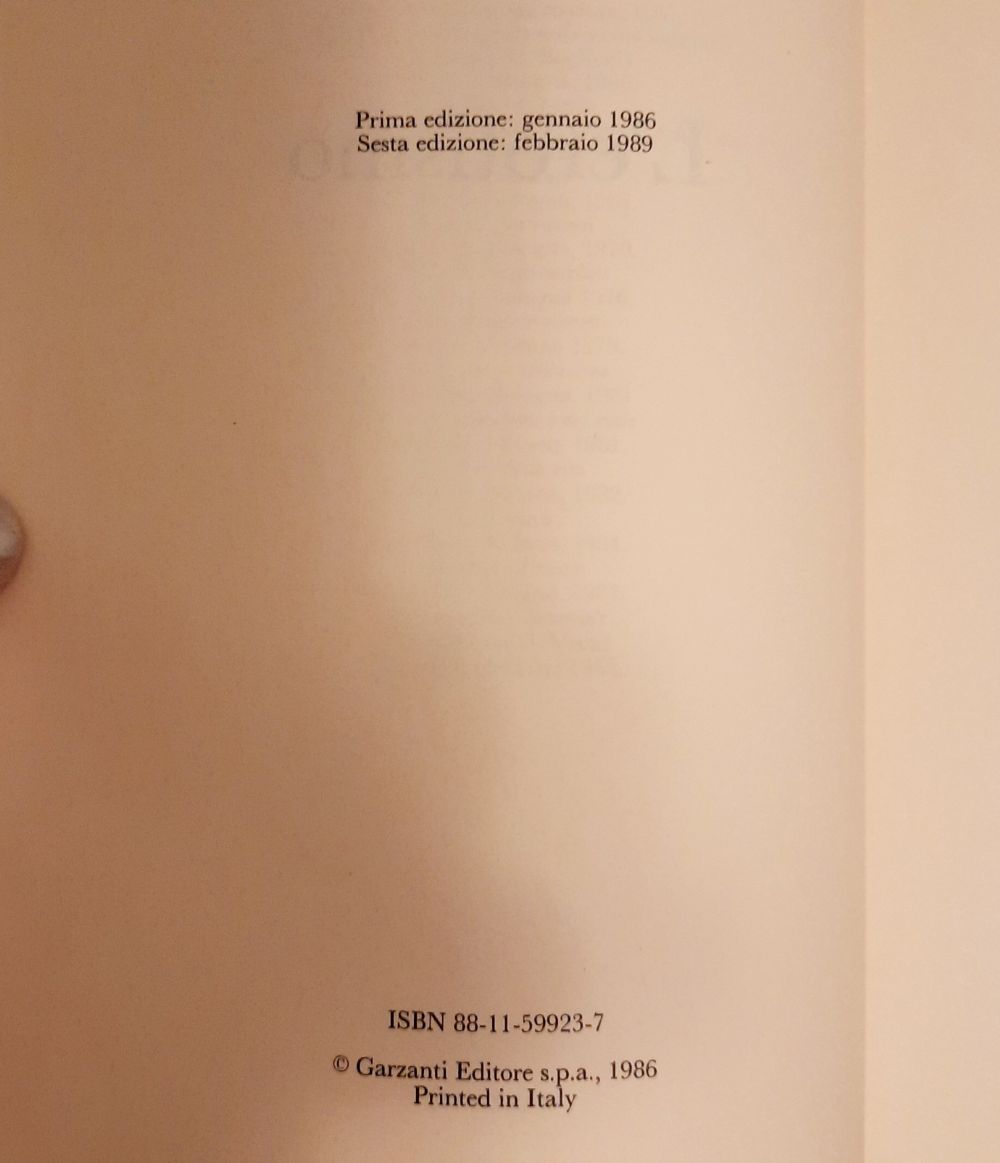 Prima edizione: gennaio 1986
Sesta edizione: febbraio 1989
ISBN 88-11-59923-7
© Garzanti Editore s.p.a., 1986
Printed in Italy